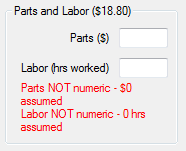 Parts and Labor ($18.80)
Parts ($)
Labor (hrs worked)
Parts NOT numeric - $0
assumed
Labor NOT numeric - 0 hrs
assumed